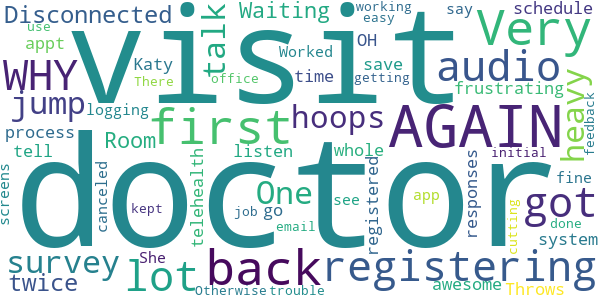 Disconnected
visit
talk
Waiting
working
easy
say
schedule
use
appt
WHY
Katy
There
Worked
OH
Very
office
time
save
getting
audio
frustrating
jump
logging
first
hoops
AGAIN
heavy
feedback
process
Room
tell
listen
whole
doctor
registered
responses
initial
screens
canceled
telehealth
One
see
fine
kept
job
go
app
got
cutting
done
email
system
survey
She
back
registering
twice
lot
Otherwise
trouble
awesome
Throws